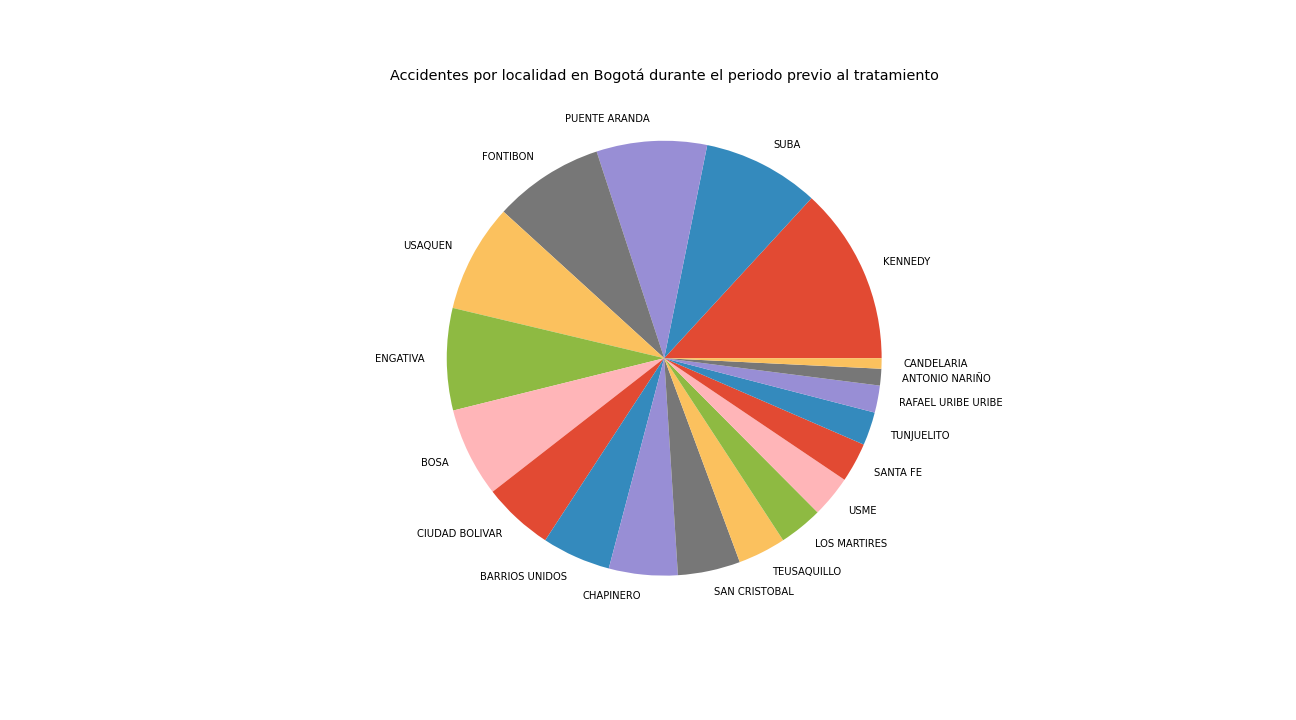 Accidentes por localidad en Bogotá durante el periodo previo al tratamiento
PUENTE ARANDA
SUBA
FONTIBON
USAQUEN
KENNEDY
ENGATIVA
CANDELARIA
ANTONIO NARIÑO
RAFAEL URIBE URIBE
TUNJUELITO
BOSA
SANTA FE
USME
CIUDAD BOLIVAR
LOS MARTIRES
TEUSAQUILLO
BARRIOS UNIDOS
SAN CRISTOBAL
CHAPINERO